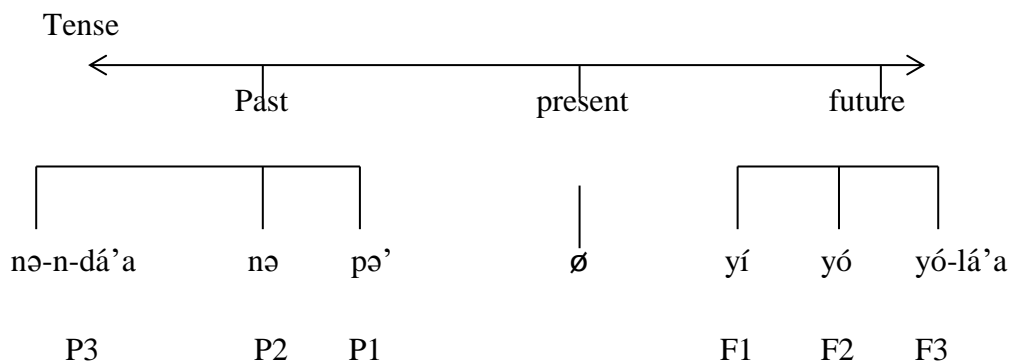 Tense
Past present future
nə-n-dá’a nə pə’ ø yí yó yó-lá’a
P3 P2 P1 F1 F2 F3